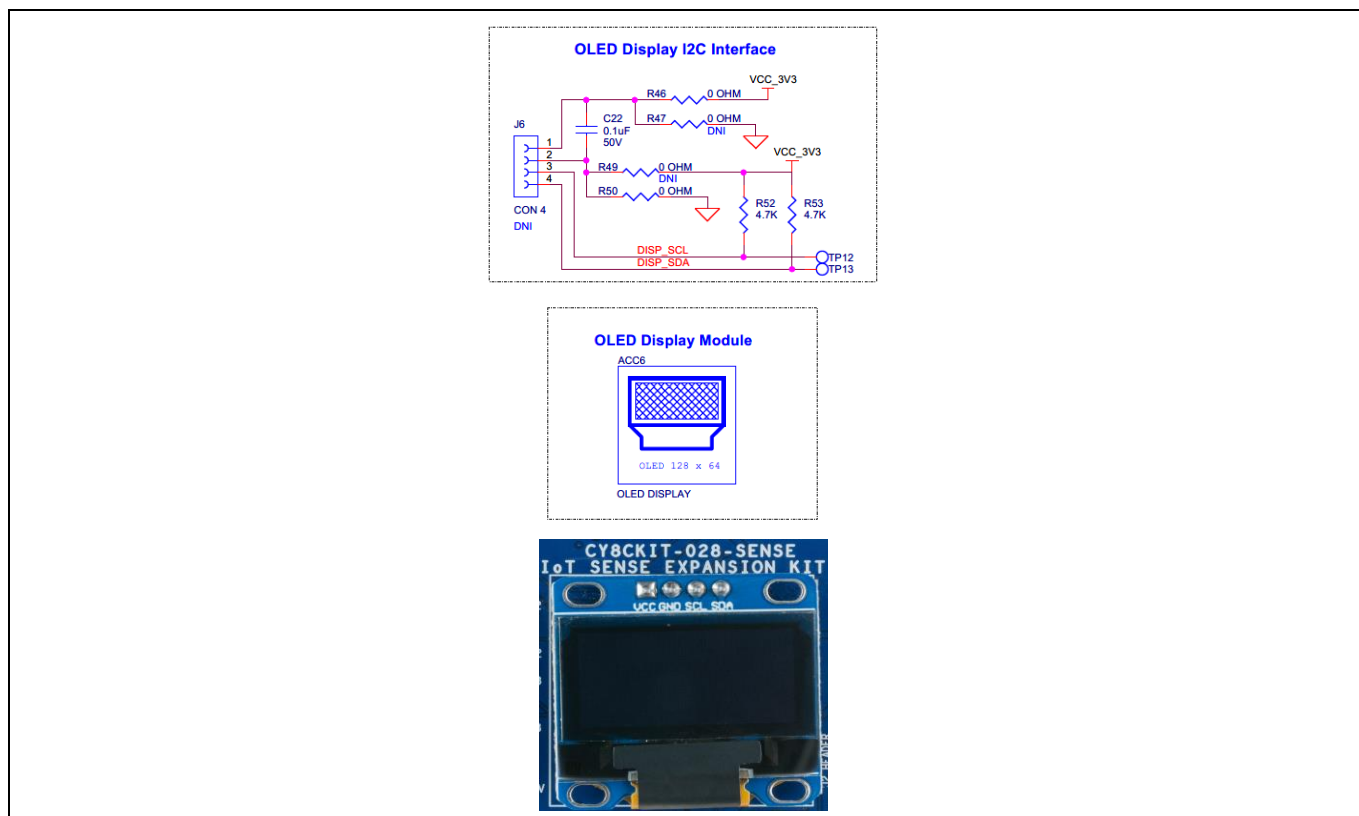 OLED Display I2C Interface
VCC_3V3
R46 0 OHM
C22
0.1uF
50V
R47 0 OHM
DNI
J6
1
2
3
4
CON 4
DNI
VCC_3V3
R49 0 OHM
DNI
R50 0 OHM
R52
4.7K
R53
4.7K
DISP_SCL
DISP_SDA
TP12
TP13
OLED Display Module
ACC6
OLED 128 x 64
OLED DISPLAY
CY8CKIT-028-SENSE
IoT SENSE EXPANSION KIT
VCC GND SCL SDA